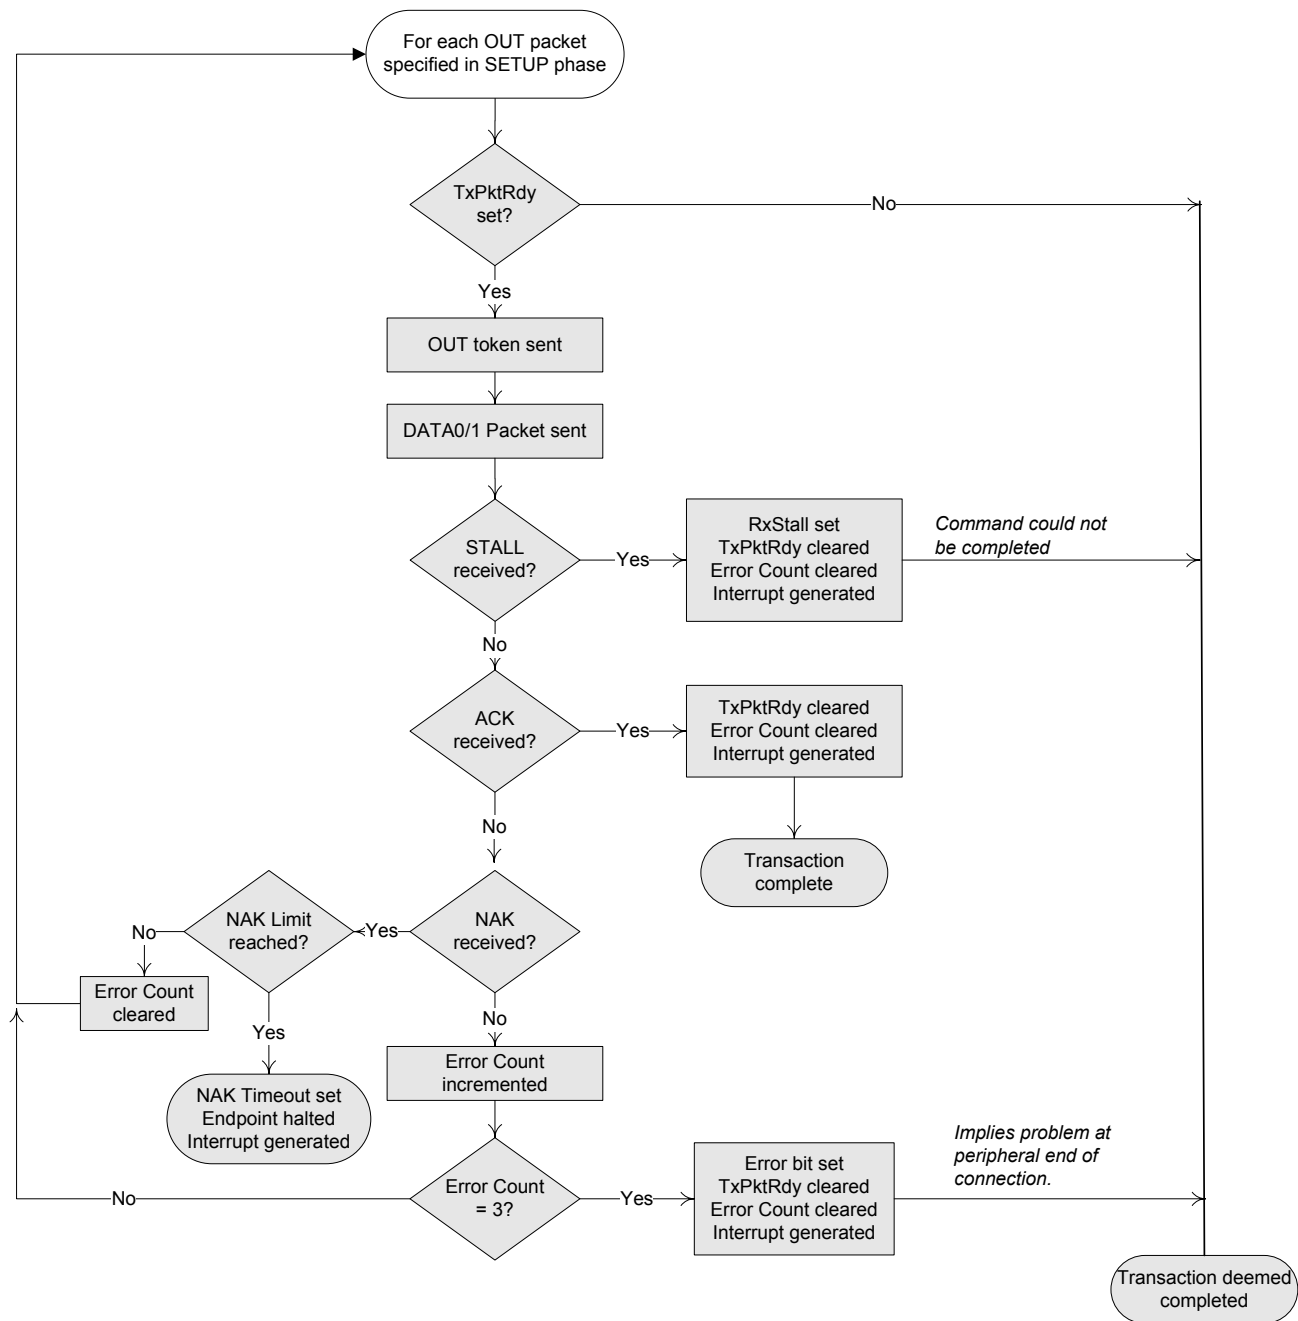 For each OUT packet
specified in SETUP phase
TxPktRdy
set?
No
Yes
OUT token sent
DATA0/1 Packet sent
STALL
received?
Yes
RxStall set
TxPktRdy cleared
Error Count cleared
Interrupt generated
Command could not
be completed
No
ACK
received?
Yes
TxPktRdy cleared
Error Count cleared
Interrupt generated
No
Transaction
complete
NAK
received?
Yes
NAK Limit
reached?
No
Error Count
cleared
Yes
NAK Timeout set
Endpoint halted
Interrupt generated
No
Error Count
incremented
Error Count
= 3?
No
Yes
Error bit set
TxPktRdy cleared
Error Count cleared
Interrupt generated
Implies problem at
peripheral end of
connection.
Transaction deemed
completed